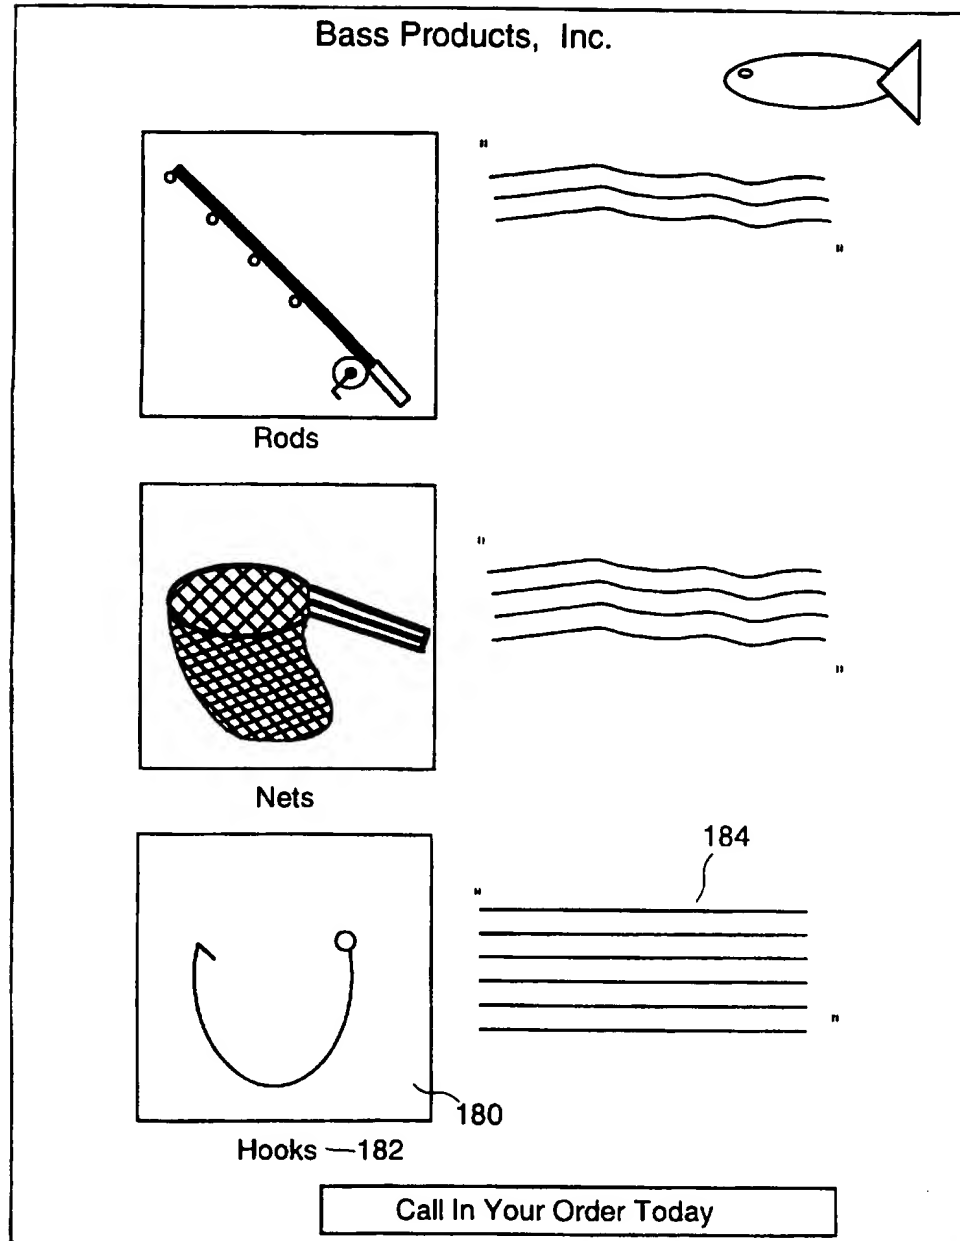 Bass Products, Inc.
"
"
Rods
"
"
Nets
184
"
"
180
Hooks 182
Call In Your Order Today